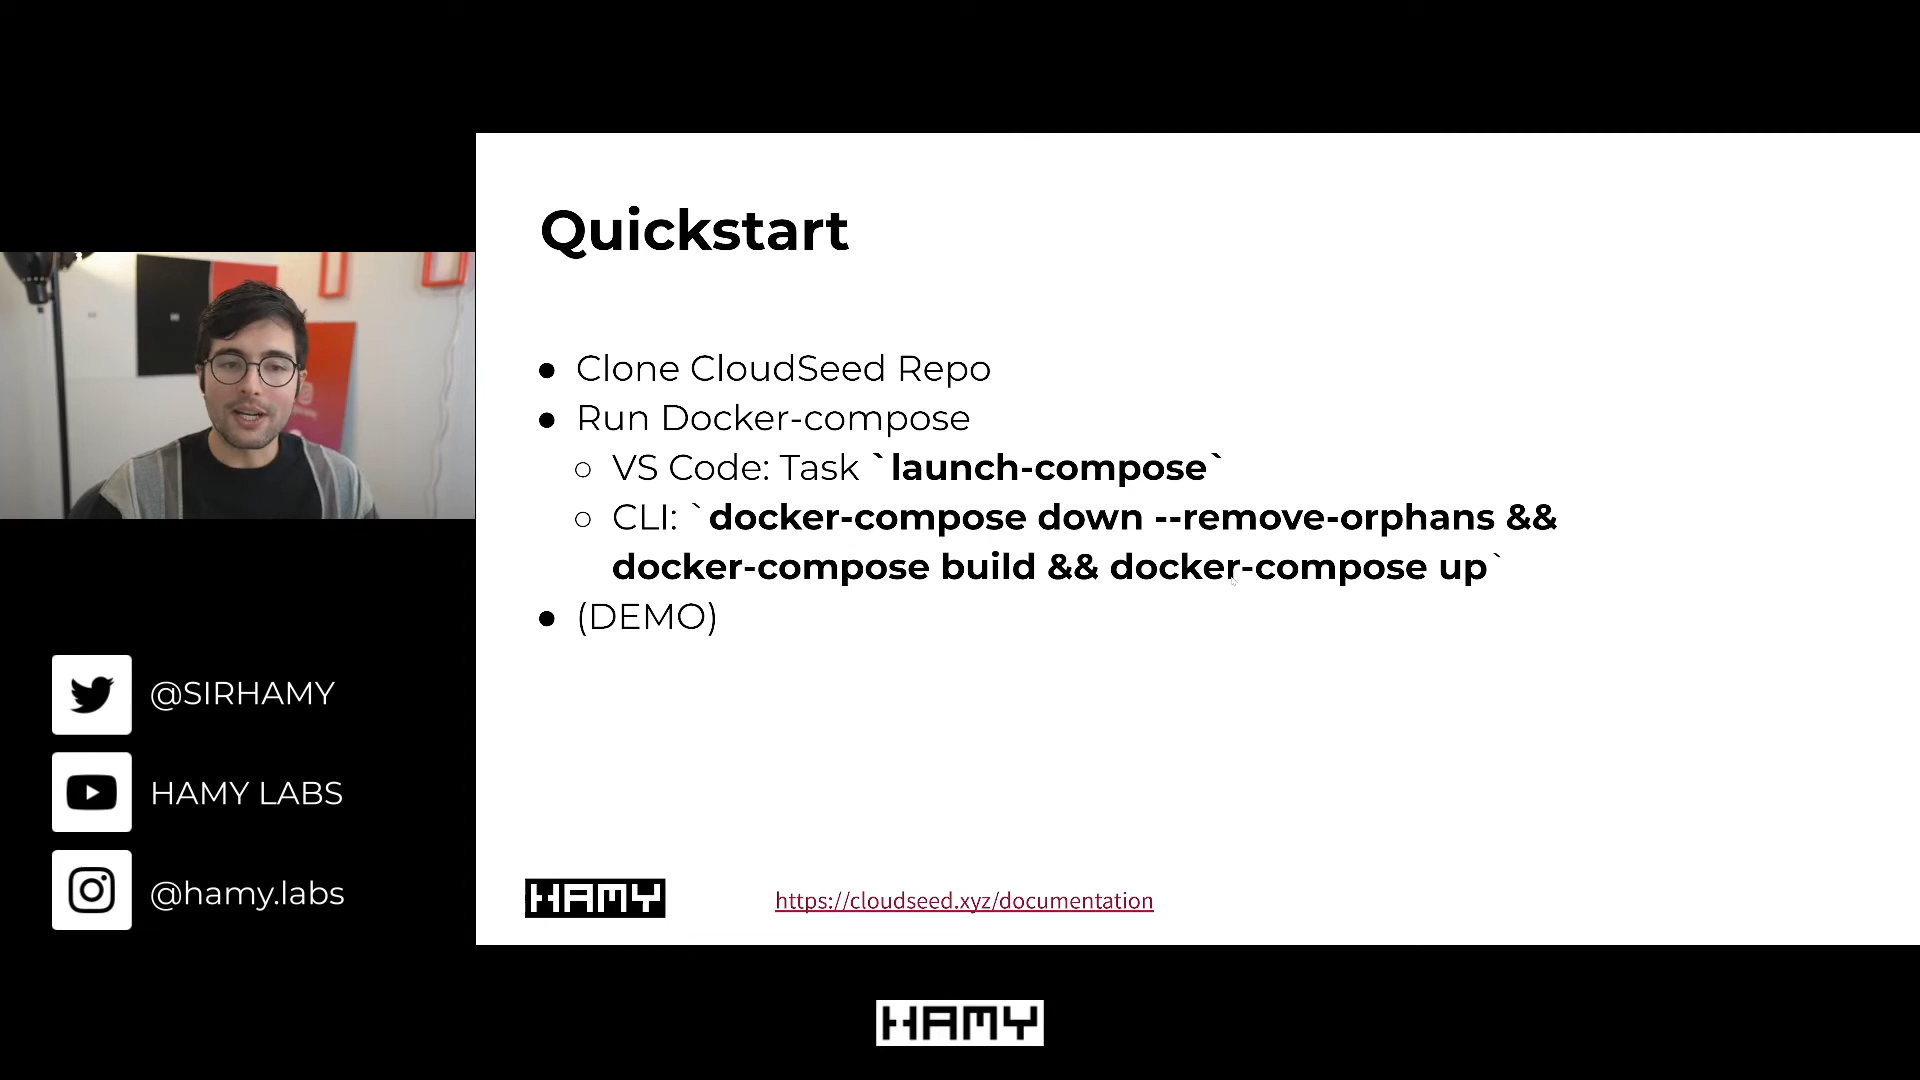 Quickstart
● Clone CloudSeed Repo
● Run Docker-compose
○ VS Code: Task `launch-compose`
○ CLI: `docker-compose down --remove-orphans &&
docker-compose build && docker-compose up`
● (DEMO)
@SIRHAMY
HAMY LABS
@hamy.labs
HAMY
https://cloudseed.xyz/documentation
HAMY